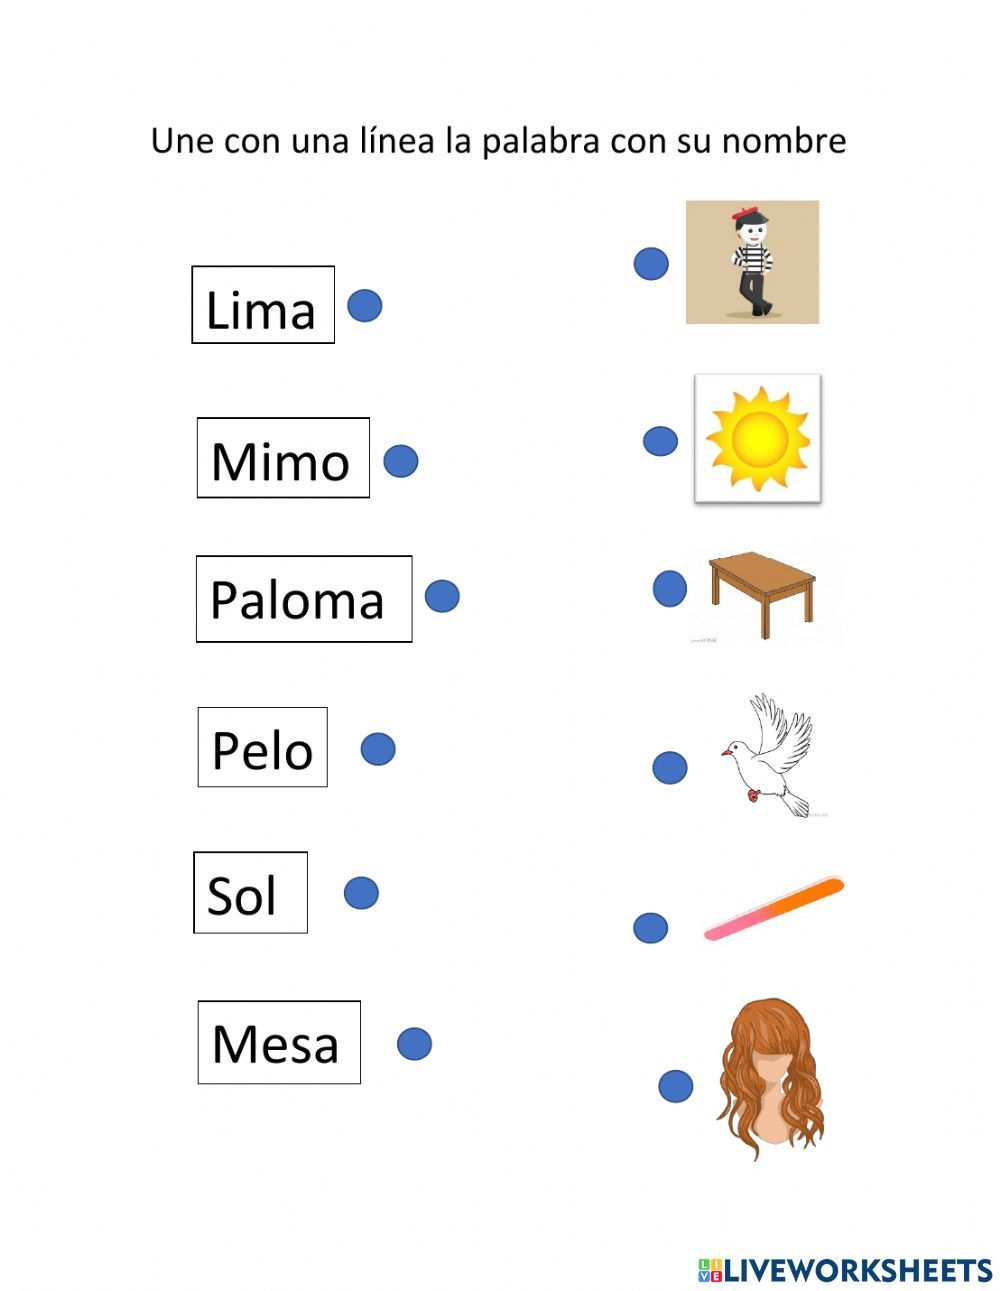 Une con una línea la palabra con su nombre
Lima
Mimo
Paloma
Pelo
Sol
Mesa
LIVEWORKSHEETS